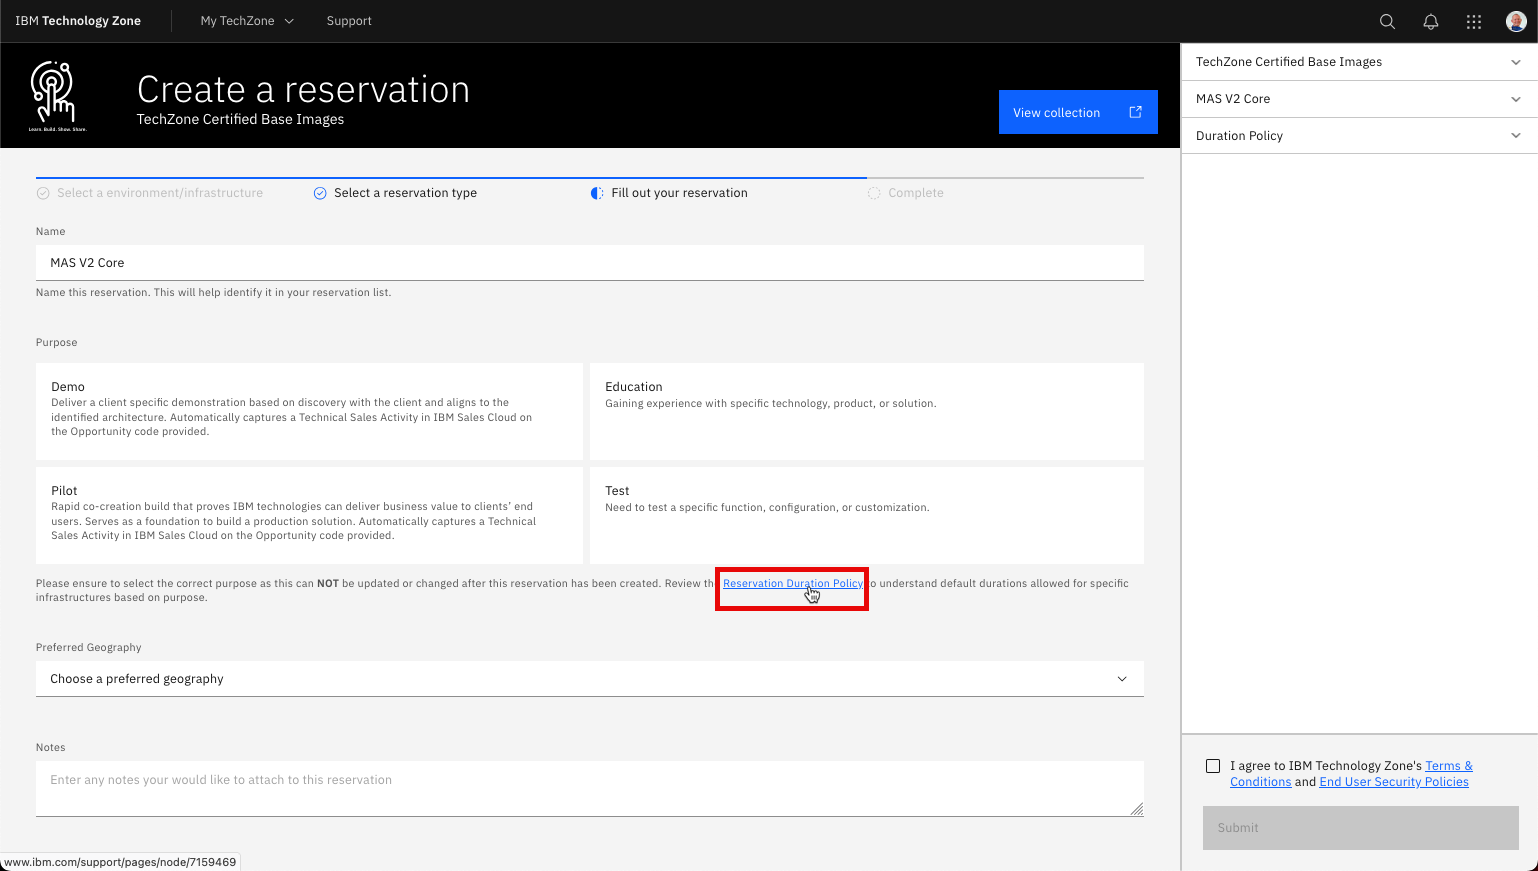 IBM Technology Zone
My TechZone
Support
Learn. Build. Show. Share.
Create a reservation
TechZone Certified Base Images
View collection
Select a environment/infrastructure
Select a reservation type
Fill out your reservation
Complete
Name
MAS V2 Core
Name this reservation. This will help identify it in your reservation list.
Purpose
Demo
Deliver a client specific demonstration based on discovery with the client and aligns to the
identified architecture. Automatically captures a Technical Sales Activity in IBM Sales Cloud on
the Opportunity code provided.
Education
Gaining experience with specific technology, product, or solution.
Pilot
Rapid co-creation build that proves IBM technologies can deliver business value to clients' end
users. Serves as a foundation to build a production solution. Automatically captures a Technical
Sales Activity in IBM Sales Cloud on the Opportunity code provided.
Test
Need to test a specific function, configuration, or customization.
Please ensure to select the correct purpose as this can NOT be updated or changed after this reservation has been created. Review the Reservation Duration Policy to understand default durations allowed for specific
infrastructures based on purpose.
Preferred Geography
Choose a preferred geography
Notes
Enter any notes your would like to attach to this reservation
www.ibm.com/support/pages/node/7159469
TechZone Certified Base Images
MAS V2 Core
Duration Policy
I agree to IBM Technology Zone's Terms &
Conditions and End User Security Policies
Submit